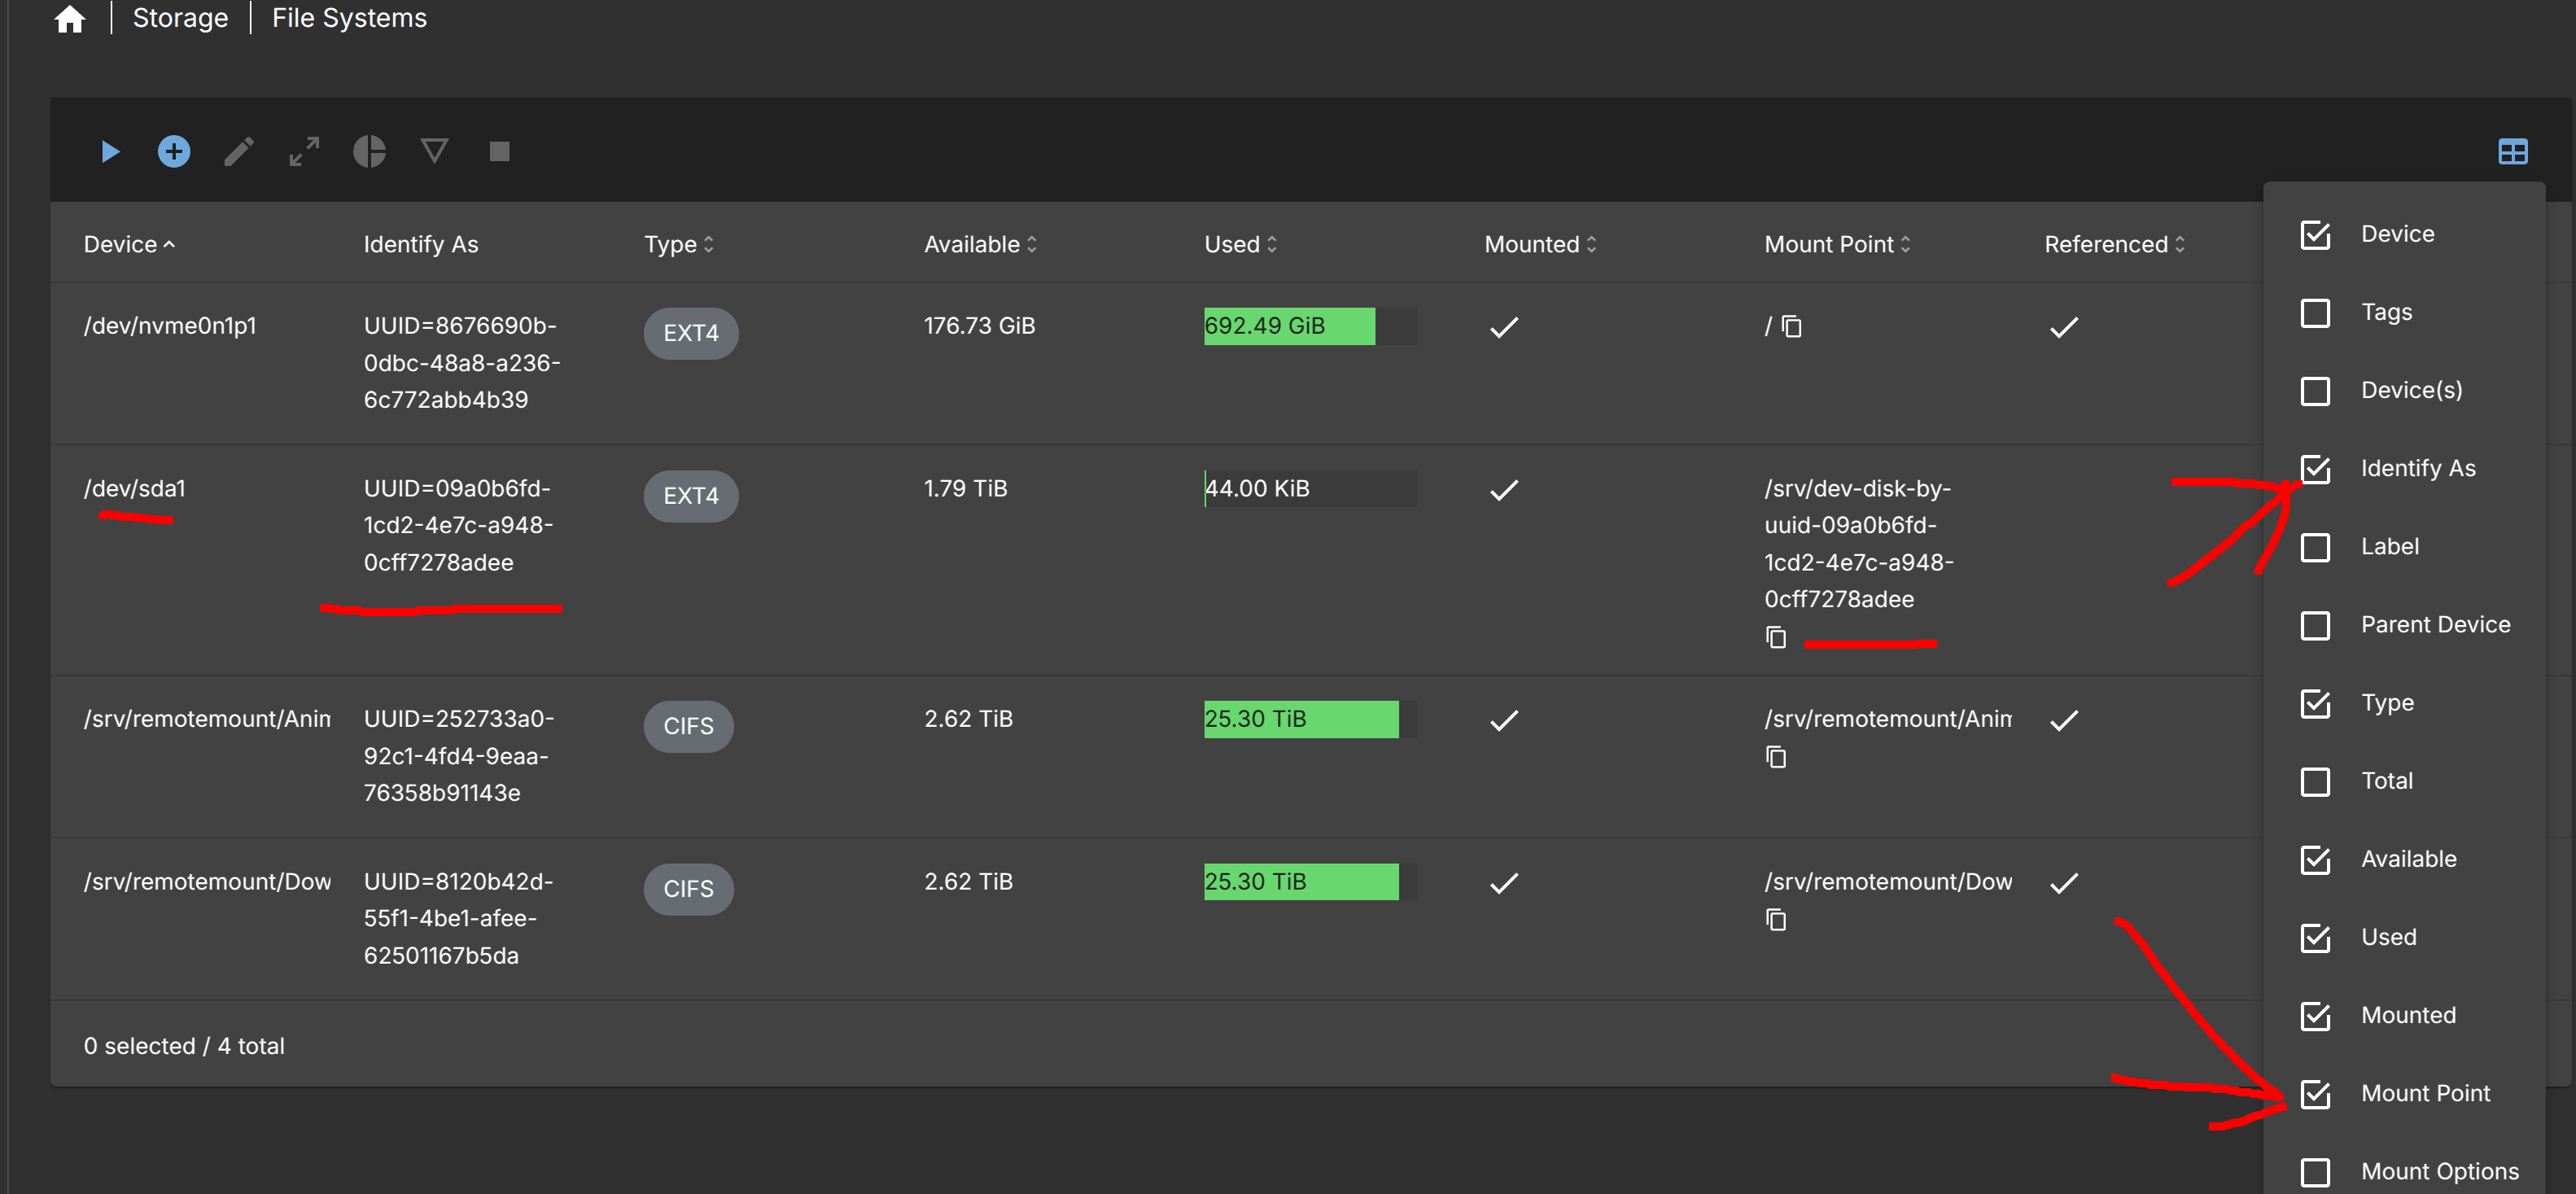 Storage
File Systems
Device
Identify As
Type
Available
Used
Mounted
Mount Point
Referenced
/dev/nvme0n1p1
UUID=8676690b-
0dbc-48a8-a236-
6c772abb4b39
EXT4
176.73 GiB
692.49 GiB
/
/dev/sda1
UUID=09a0b6fd-
1cd2-4e7c-a948-
0cff7278adee
EXT4
1.79 TiB
44.00 KiB
/srv/dev-disk-by-
uuid-09a0b6fd-
1cd2-4e7c-a948-
0cff7278adee
/srv/remotemount/Anim
UUID=252733a0-
92c1-4fd4-9eaa-
76358b91143e
CIFS
2.62 TiB
25.30 TiB
/srv/remotemount/Anim
/srv/remotemount/Dow
UUID=8120b42d-
55f1-4be1-afee-
62501167b5da
CIFS
2.62 TiB
25.30 TiB
/srv/remotemount/Dow
0 selected / 4 total
Device
Tags
Device(s)
Identify As
Label
Parent Device
Type
Total
Available
Used
Mounted
Mount Point
Mount Options